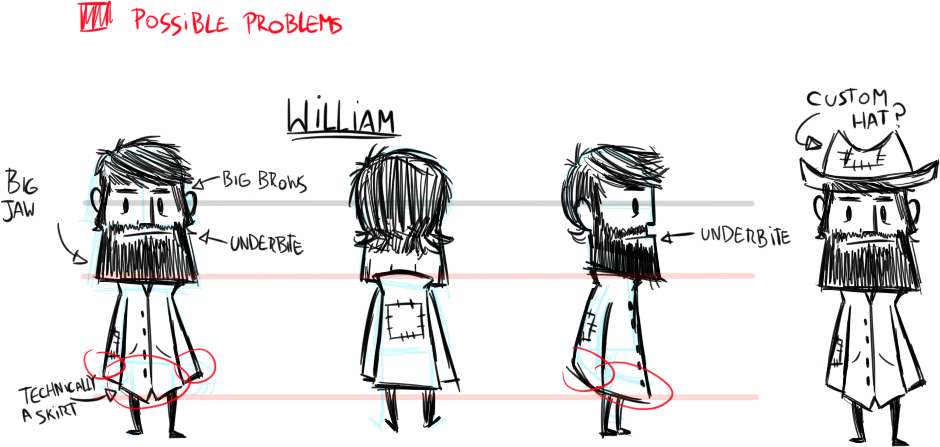 POSSIBLE PROBLEMS
WILLIAM
CUSTOM
HAT?
BIG
JAW
BIG BROWS
UNDERBITE
UNDERBITE
TECHNICALLY
A SKIRT